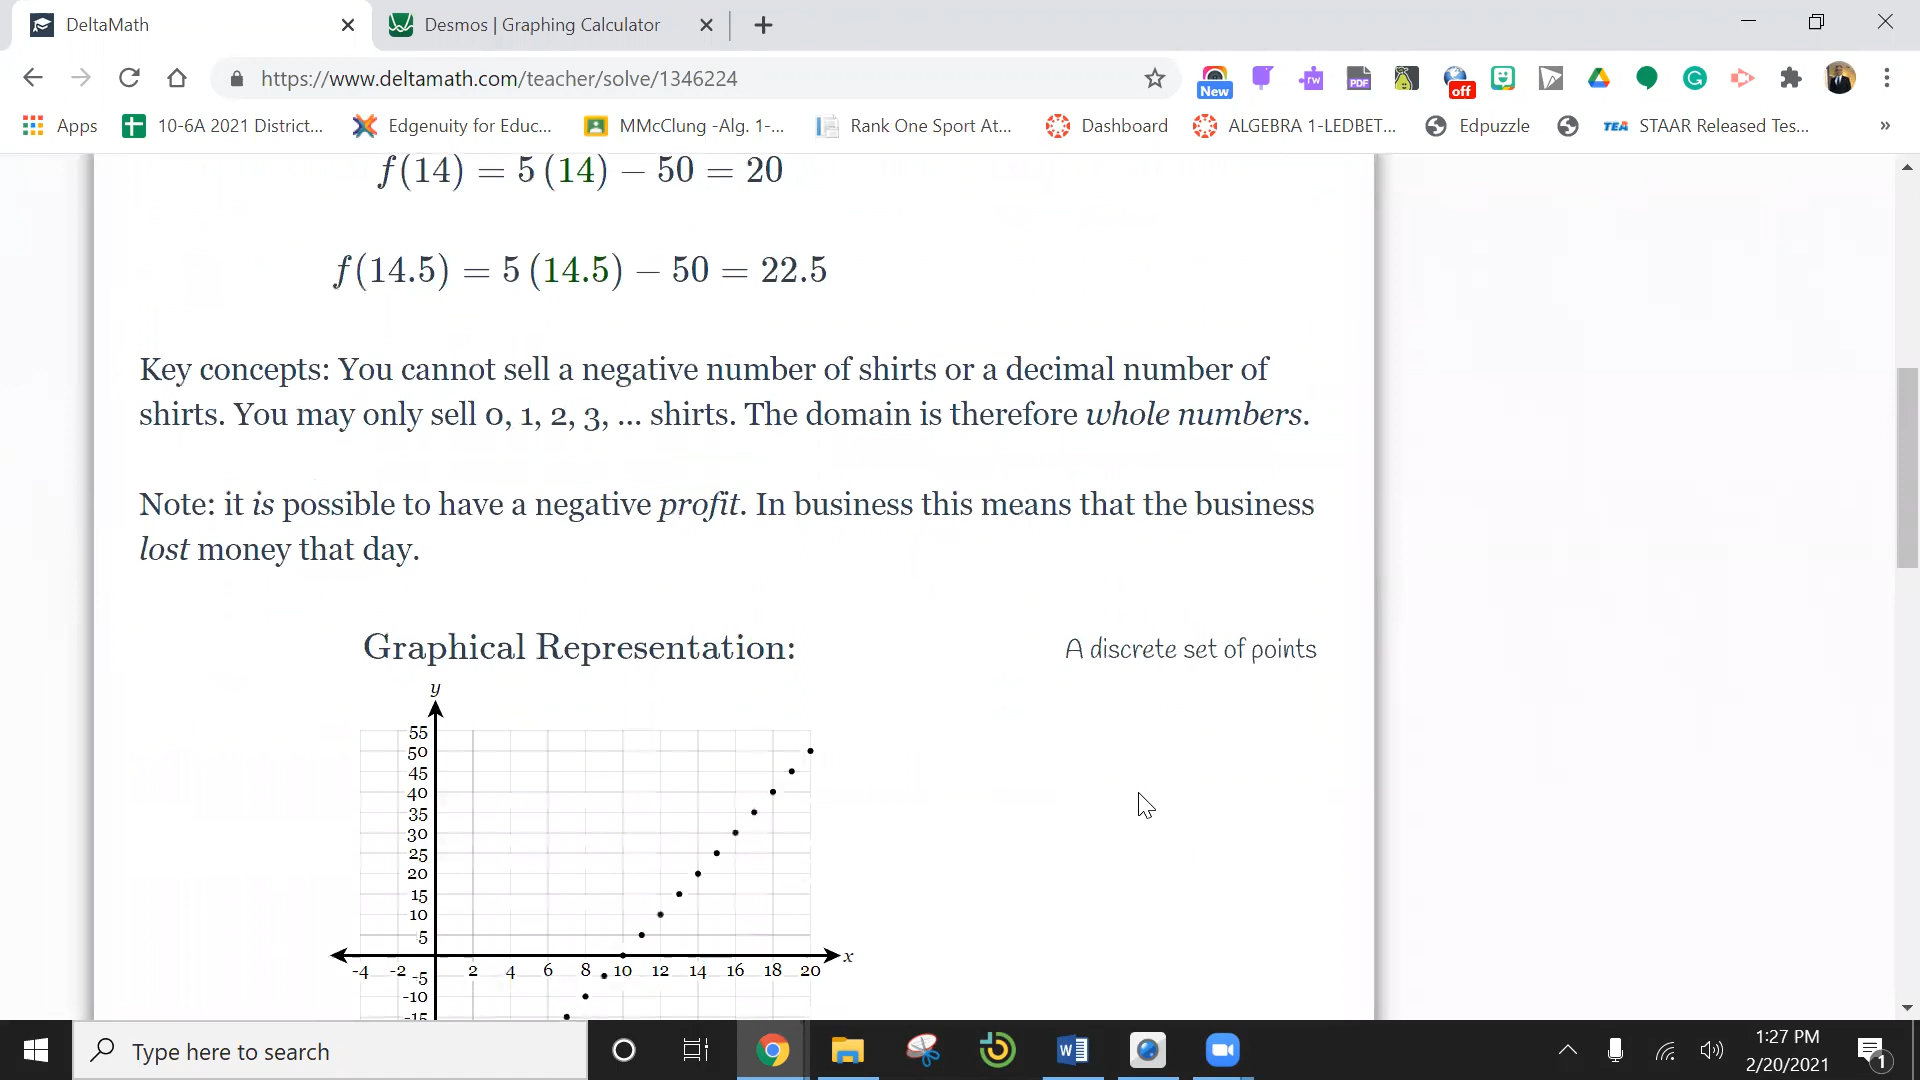 DeltaMath
Desmos | Graphing Calculator
https://www.deltamath.com/teacher/solve/1346224
New
rw
PDF
off
G
Apps
10-6A 2021 District...
Edgenuity for Educ...
MMcClung -Alg. 1-...
Rank One Sport At...
Dashboard
ALGEBRA 1-LEDBET...
Edpuzzle
TEA STAAR Released Tes...
»
f(14) = 5(14) − 50 = 20
f(14.5) = 5(14.5) − 50 = 22.5
Key concepts: You cannot sell a negative number of shirts or a decimal number of
shirts. You may only sell 0, 1, 2, 3, ... shirts. The domain is therefore whole numbers.
Note: it is possible to have a negative profit. In business this means that the business
lost money that day.
Graphical Representation:
A discrete set of points
y
55
50
45
40
35
30
25
20
15
10
5
-4 -2 2 4 6 8 10 12 14 16 18 20 x
-5
-10
-15
Type here to search
W
1:27 PM
2/20/2021
1